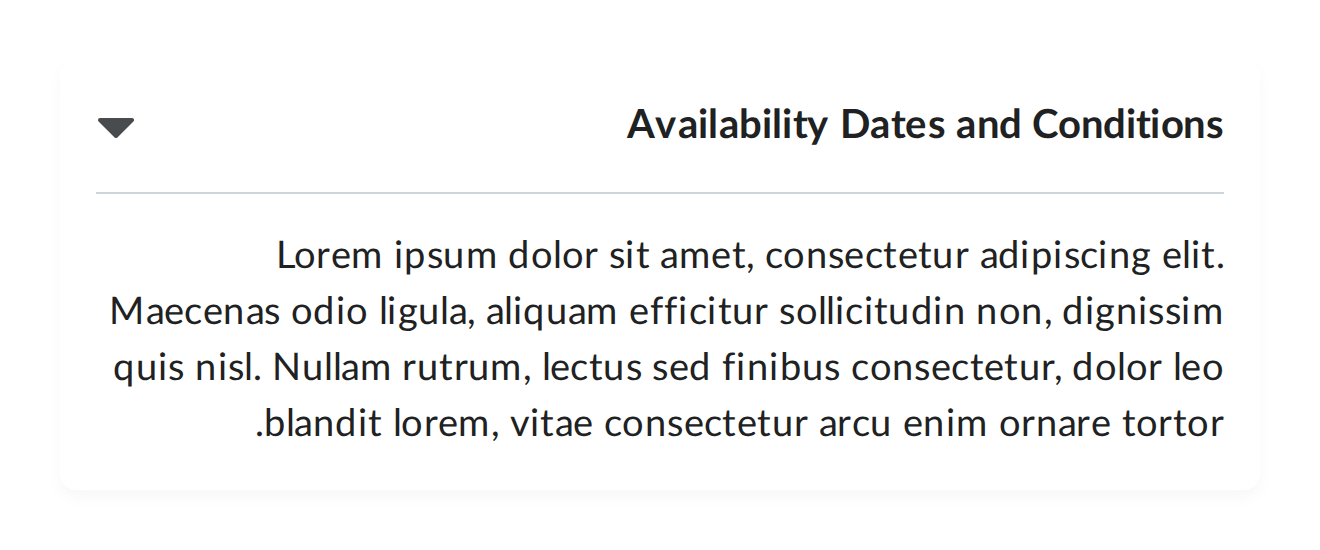 Availability Dates and Conditions
Lorem ipsum dolor sit amet, consectetur adipiscing elit.
Maecenas odio ligula, aliquam efficitur sollicitudin non, dignissim
quis nisl. Nullam rutrum, lectus sed finibus consectetur, dolor leo
.blandit lorem, vitae consectetur arcu enim ornare tortor